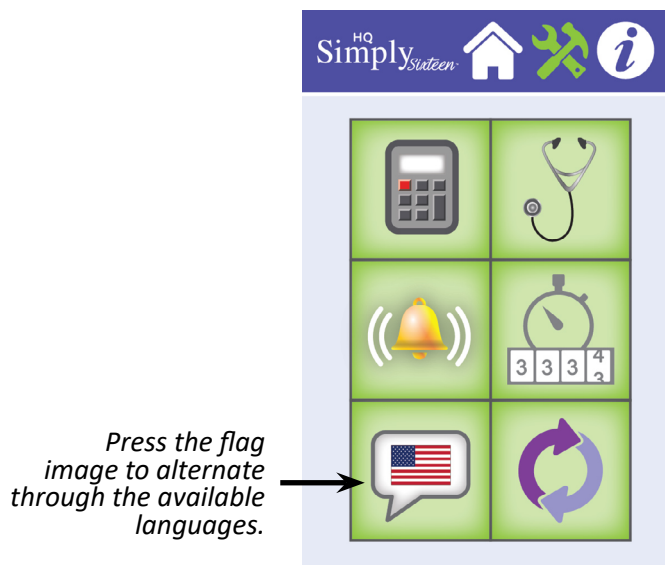 HQ
Simply Sixteen
i
3 3 3 4
3
Press the flag
image to alternate
through the available
languages.